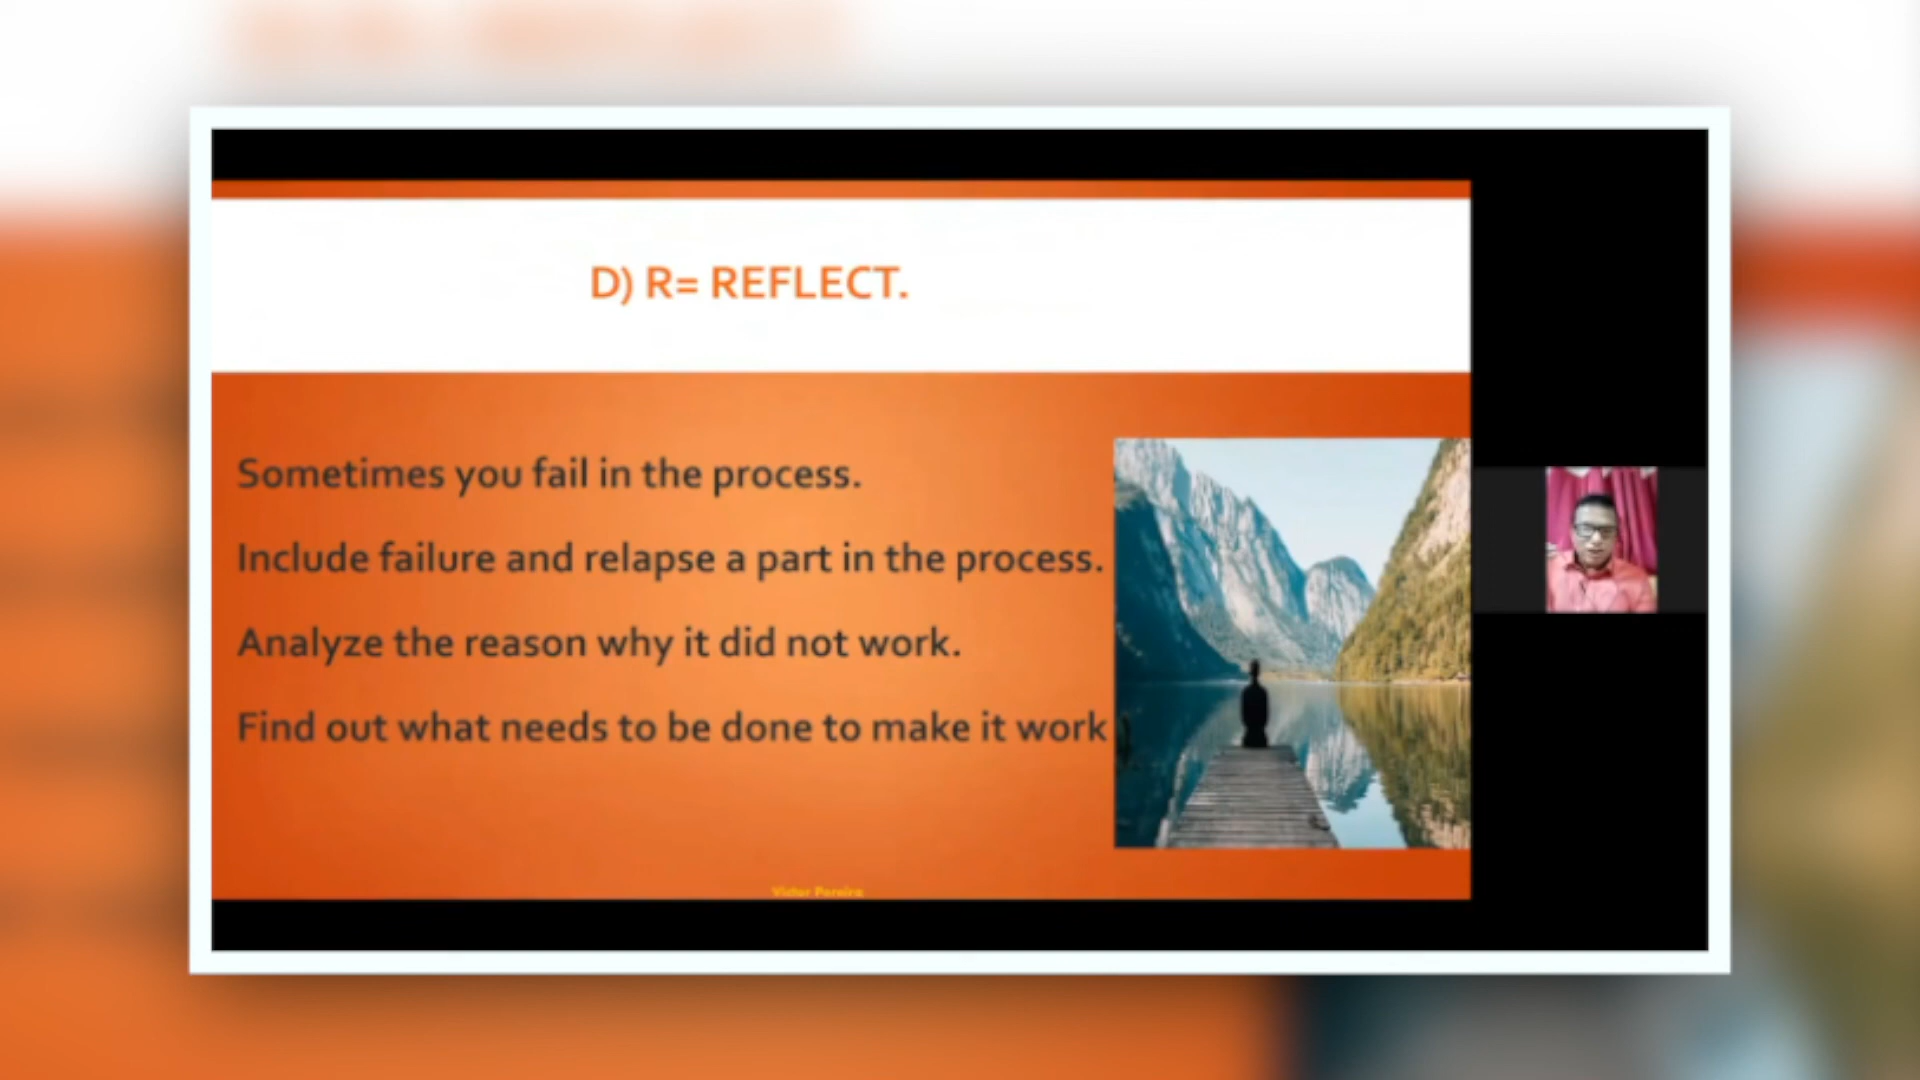 D) R= REFLECT.
Sometimes you fail in the process.
Include failure and relapse a part in the process.
Analyze the reason why it did not work.
Find out what needs to be done to make it work
Victor Pereira